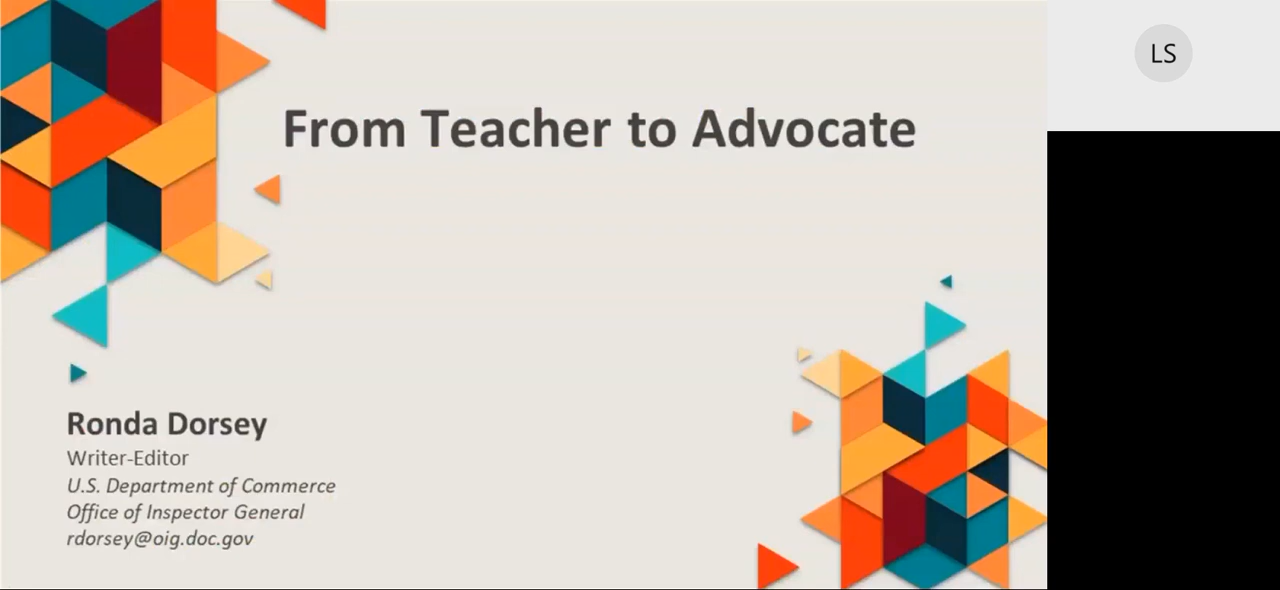 From Teacher to Advocate
LS
Ronda Dorsey
Writer-Editor
U.S. Department of Commerce
Office of Inspector General
rdorsey@oig.doc.gov